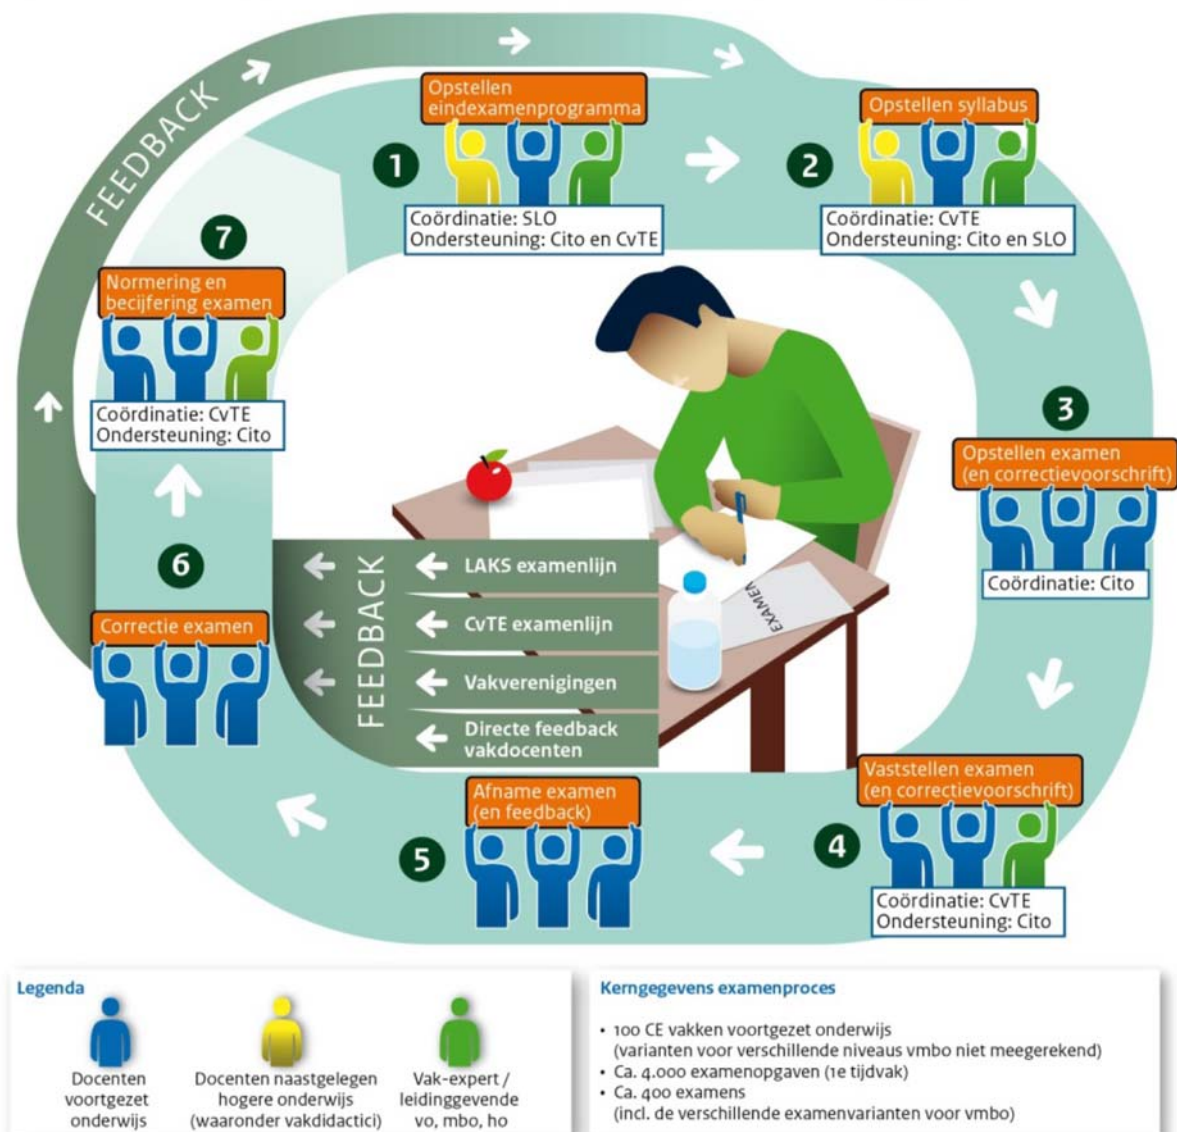 FEEDBACK
1
Opstellen
eindexamenprogramma
Coördinatie: SLO
Ondersteuning: Cito en CvTE
2
Opstellen syllabus
Coördinatie: CvTE
Ondersteuning: Cito en SLO
3
Opstellen examen
(en correctievoorschrift)
Coördinatie: Cito
4
Vaststellen examen
(en correctievoorschrift)
Coördinatie: CvTE
Ondersteuning: Cito
5
Afname examen
(en feedback)
6
Correctie examen
7
Normering en
becijfering examen
Coördinatie: CvTE
Ondersteuning: Cito
FEEDBACK
LAKS examenlijn
CvTE examenlijn
Vakverenigingen
Directe feedback
vakdocenten
EXAMEN
Legenda
Docenten
voortgezet
onderwijs
Docenten naastgelegen
hogere onderwijs
(waaronder vakdidactici)
Vak-expert /
leidinggevende
vo, mbo, ho
Kerngegevens examenproces
• 100 CE vakken voortgezet onderwijs
(varianten voor verschillende niveaus vmbo niet meegerekend)
• Ca. 4.000 examenopgaven (1e tijdvak)
• Ca. 400 examens
(incl. de verschillende examenvarianten voor vmbo)